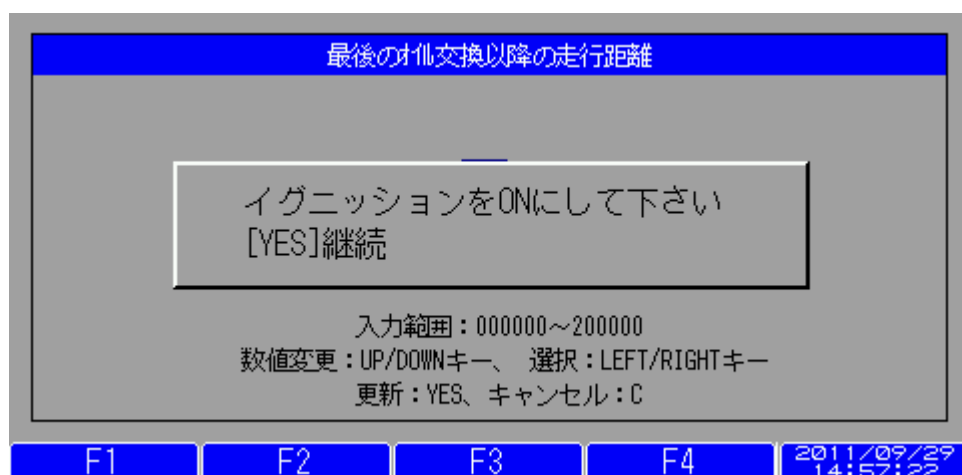 最後のｵｲﾙ交換以降の走行距離
イグニッションをONにして下さい
[YES]継続
入力範囲：000000～200000
数値変更：UP/DOWNキー、 選択：LEFT/RIGHTキー
更新：YES、キャンセル：C
F1 F2 F3 F4 2011/09/29
14:57:22